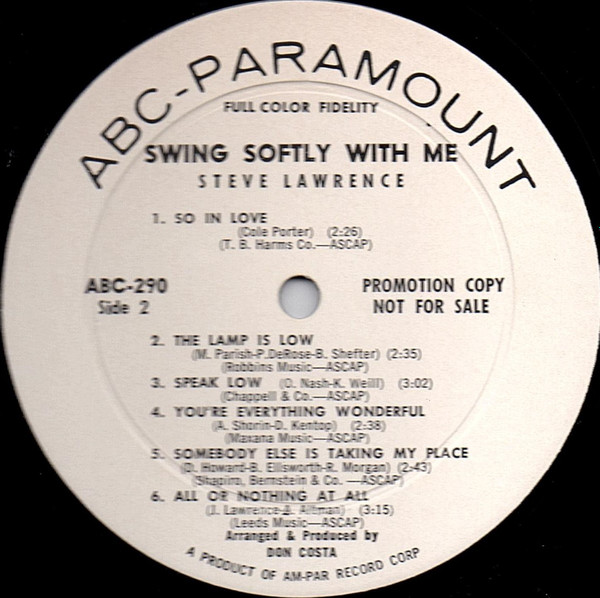 ABC-PARAMOUNT
FULL COLOR FIDELITY
SWING SOFTLY WITH ME
STEVE LAWRENCE
1. SO IN LOVE
(Cole Porter) (2:26)
(T. B. Harms Co.—ASCAP)
ABC-290
Side 2
PROMOTION COPY
NOT FOR SALE
2. THE LAMP IS LOW
(M. Parish-P.DeRose-B. Shefter) (2:35)
(Robbins Music—ASCAP)
3. SPEAK LOW (O. Nash-K. Weill) (3:02)
(Chappell & Co.—ASCAP)
4. YOU'RE EVERYTHING WONDERFUL
(A. Shorin-D. Kentop) (2:38)
(Maxana Music—ASCAP)
5. SOMEBODY ELSE IS TAKING MY PLACE
(D. Howard-B. Ellsworth-R. Morgan) (2:43)
(Shapiro, Bernstein & Co. —ASCAP)
6. ALL OR NOTHING AT ALL
(J. Lawrence-A. Altman) (3:15)
(Leeds Music—ASCAP)
Arranged & Produced by
DON COSTA
A PRODUCT OF AM-PAR RECORD CORP